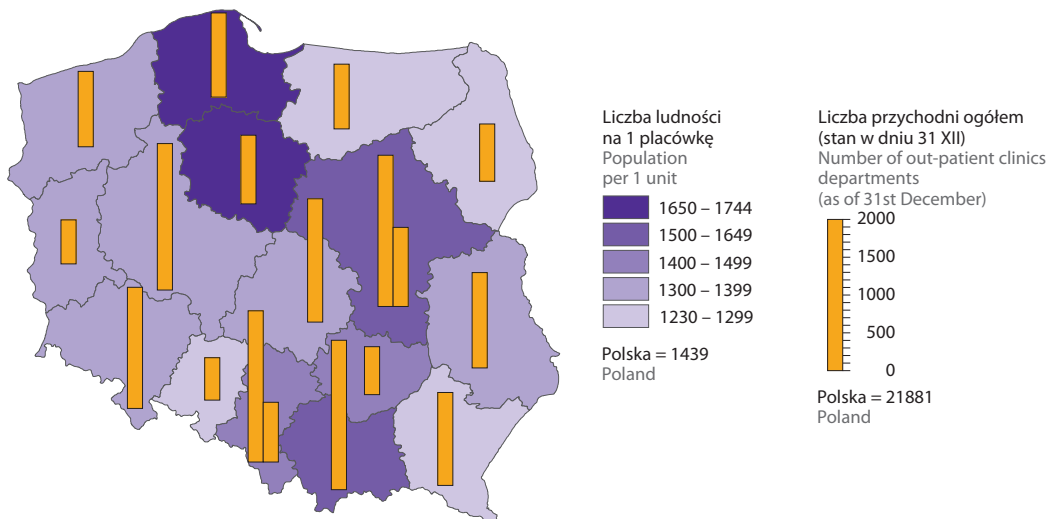 Liczba ludności
na 1 placówkę
Population
per 1 unit
1650 – 1744
1500 – 1649
1400 – 1499
1300 – 1399
1230 – 1299
Polska = 1439
Poland
Liczba przychodni ogółem
(stan w dniu 31 XII)
Number of out-patient clinics
departments
(as of 31st December)
2000
1500
1000
500
0
Polska = 21881
Poland